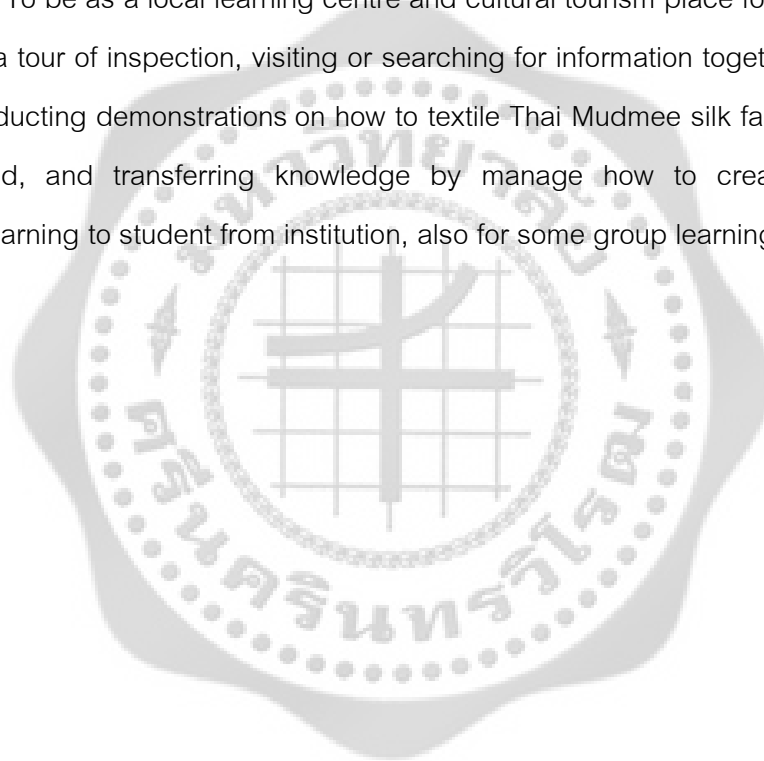 To be as a local learning centre and cultural tourism place fo
a tour of inspection, visiting or searching for information toget
ducting demonstrations on how to textile Thai Mudmee silk fa
d, and transferring knowledge by manage how to crea
arning to student from institution, also for some group learning
มหาวิทยาลัย
ศรีนครินทรวิโรฒ